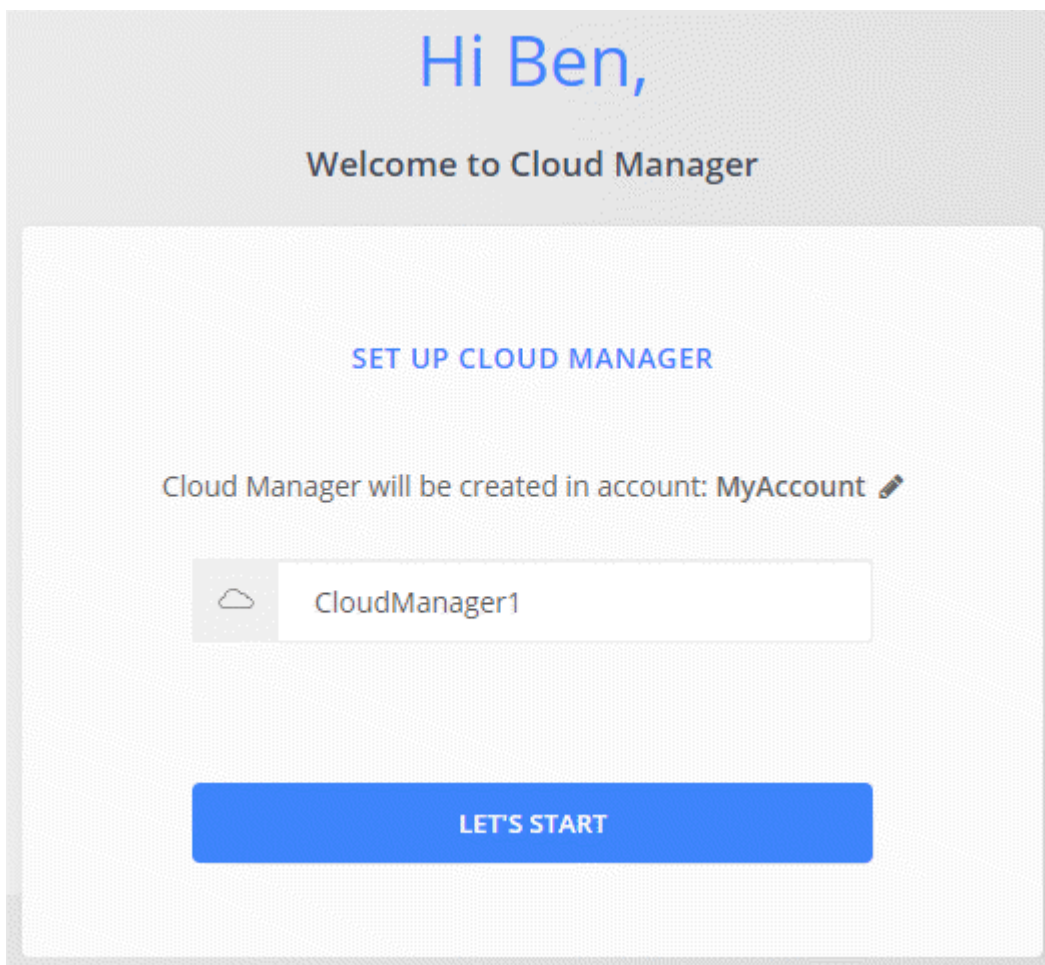 Hi Ben,
Welcome to Cloud Manager
SET UP CLOUD MANAGER
Cloud Manager will be created in account: MyAccount
CloudManager1
LET'S START